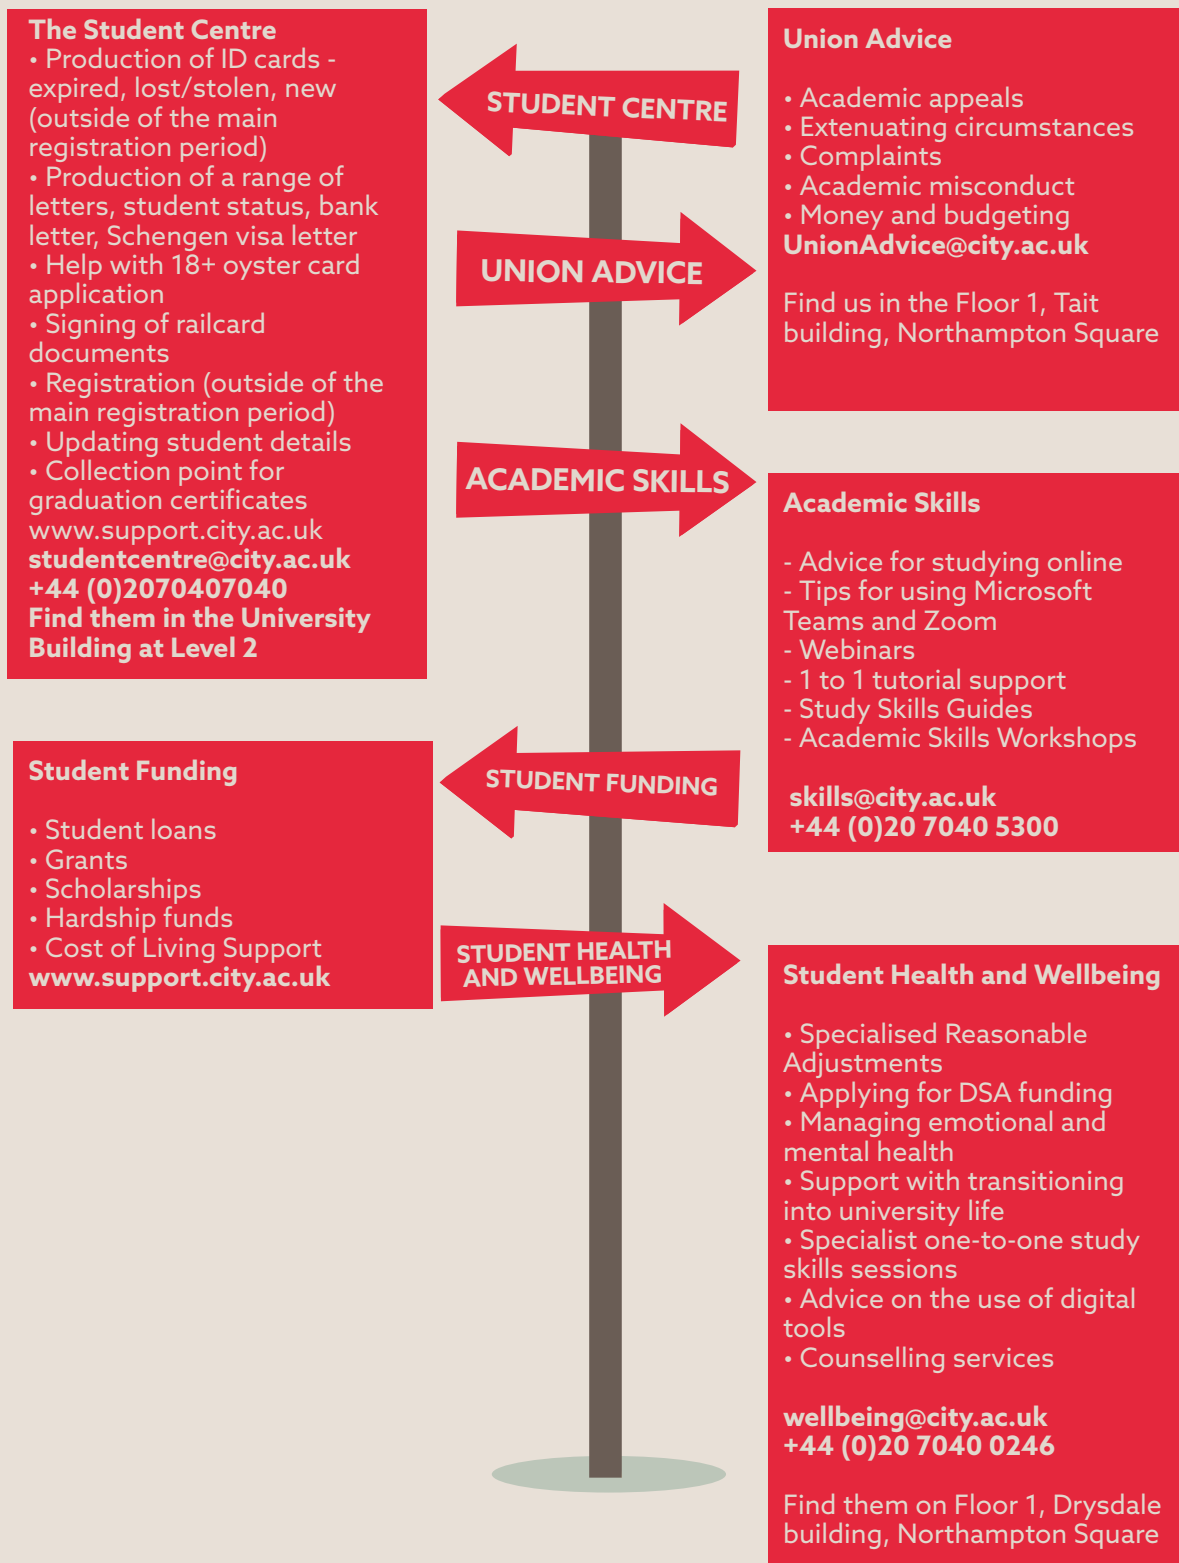 The Student Centre
• Production of ID cards -
expired, lost/stolen, new
(outside of the main
registration period)
• Production of a range of
letters, student status, bank
letter, Schengen visa letter
• Help with 18+ oyster card
application
• Signing of railcard
documents
• Registration (outside of the
main registration period)
• Updating student details
• Collection point for
graduation certificates
www.support.city.ac.uk
studentcentre@city.ac.uk
+44 (0)2070407040
Find them in the University
Building at Level 2
STUDENT CENTRE
Union Advice
• Academic appeals
• Extenuating circumstances
• Complaints
• Academic misconduct
• Money and budgeting
UnionAdvice@city.ac.uk
Find us in the Floor 1, Tait
building, Northampton Square
UNION ADVICE
ACADEMIC SKILLS
Academic Skills
- Advice for studying online
- Tips for using Microsoft
Teams and Zoom
- Webinars
- 1 to 1 tutorial support
- Study Skills Guides
- Academic Skills Workshops
skills@city.ac.uk
+44 (0)20 7040 5300
Student Funding
• Student loans
• Grants
• Scholarships
• Hardship funds
• Cost of Living Support
www.support.city.ac.uk
STUDENT FUNDING
STUDENT HEALTH
AND WELLBEING
Student Health and Wellbeing
• Specialised Reasonable
Adjustments
• Applying for DSA funding
• Managing emotional and
mental health
• Support with transitioning
into university life
• Specialist one-to-one study
skills sessions
• Advice on the use of digital
tools
• Counselling services
wellbeing@city.ac.uk
+44 (0)20 7040 0246
Find them on Floor 1, Drysdale
building, Northampton Square